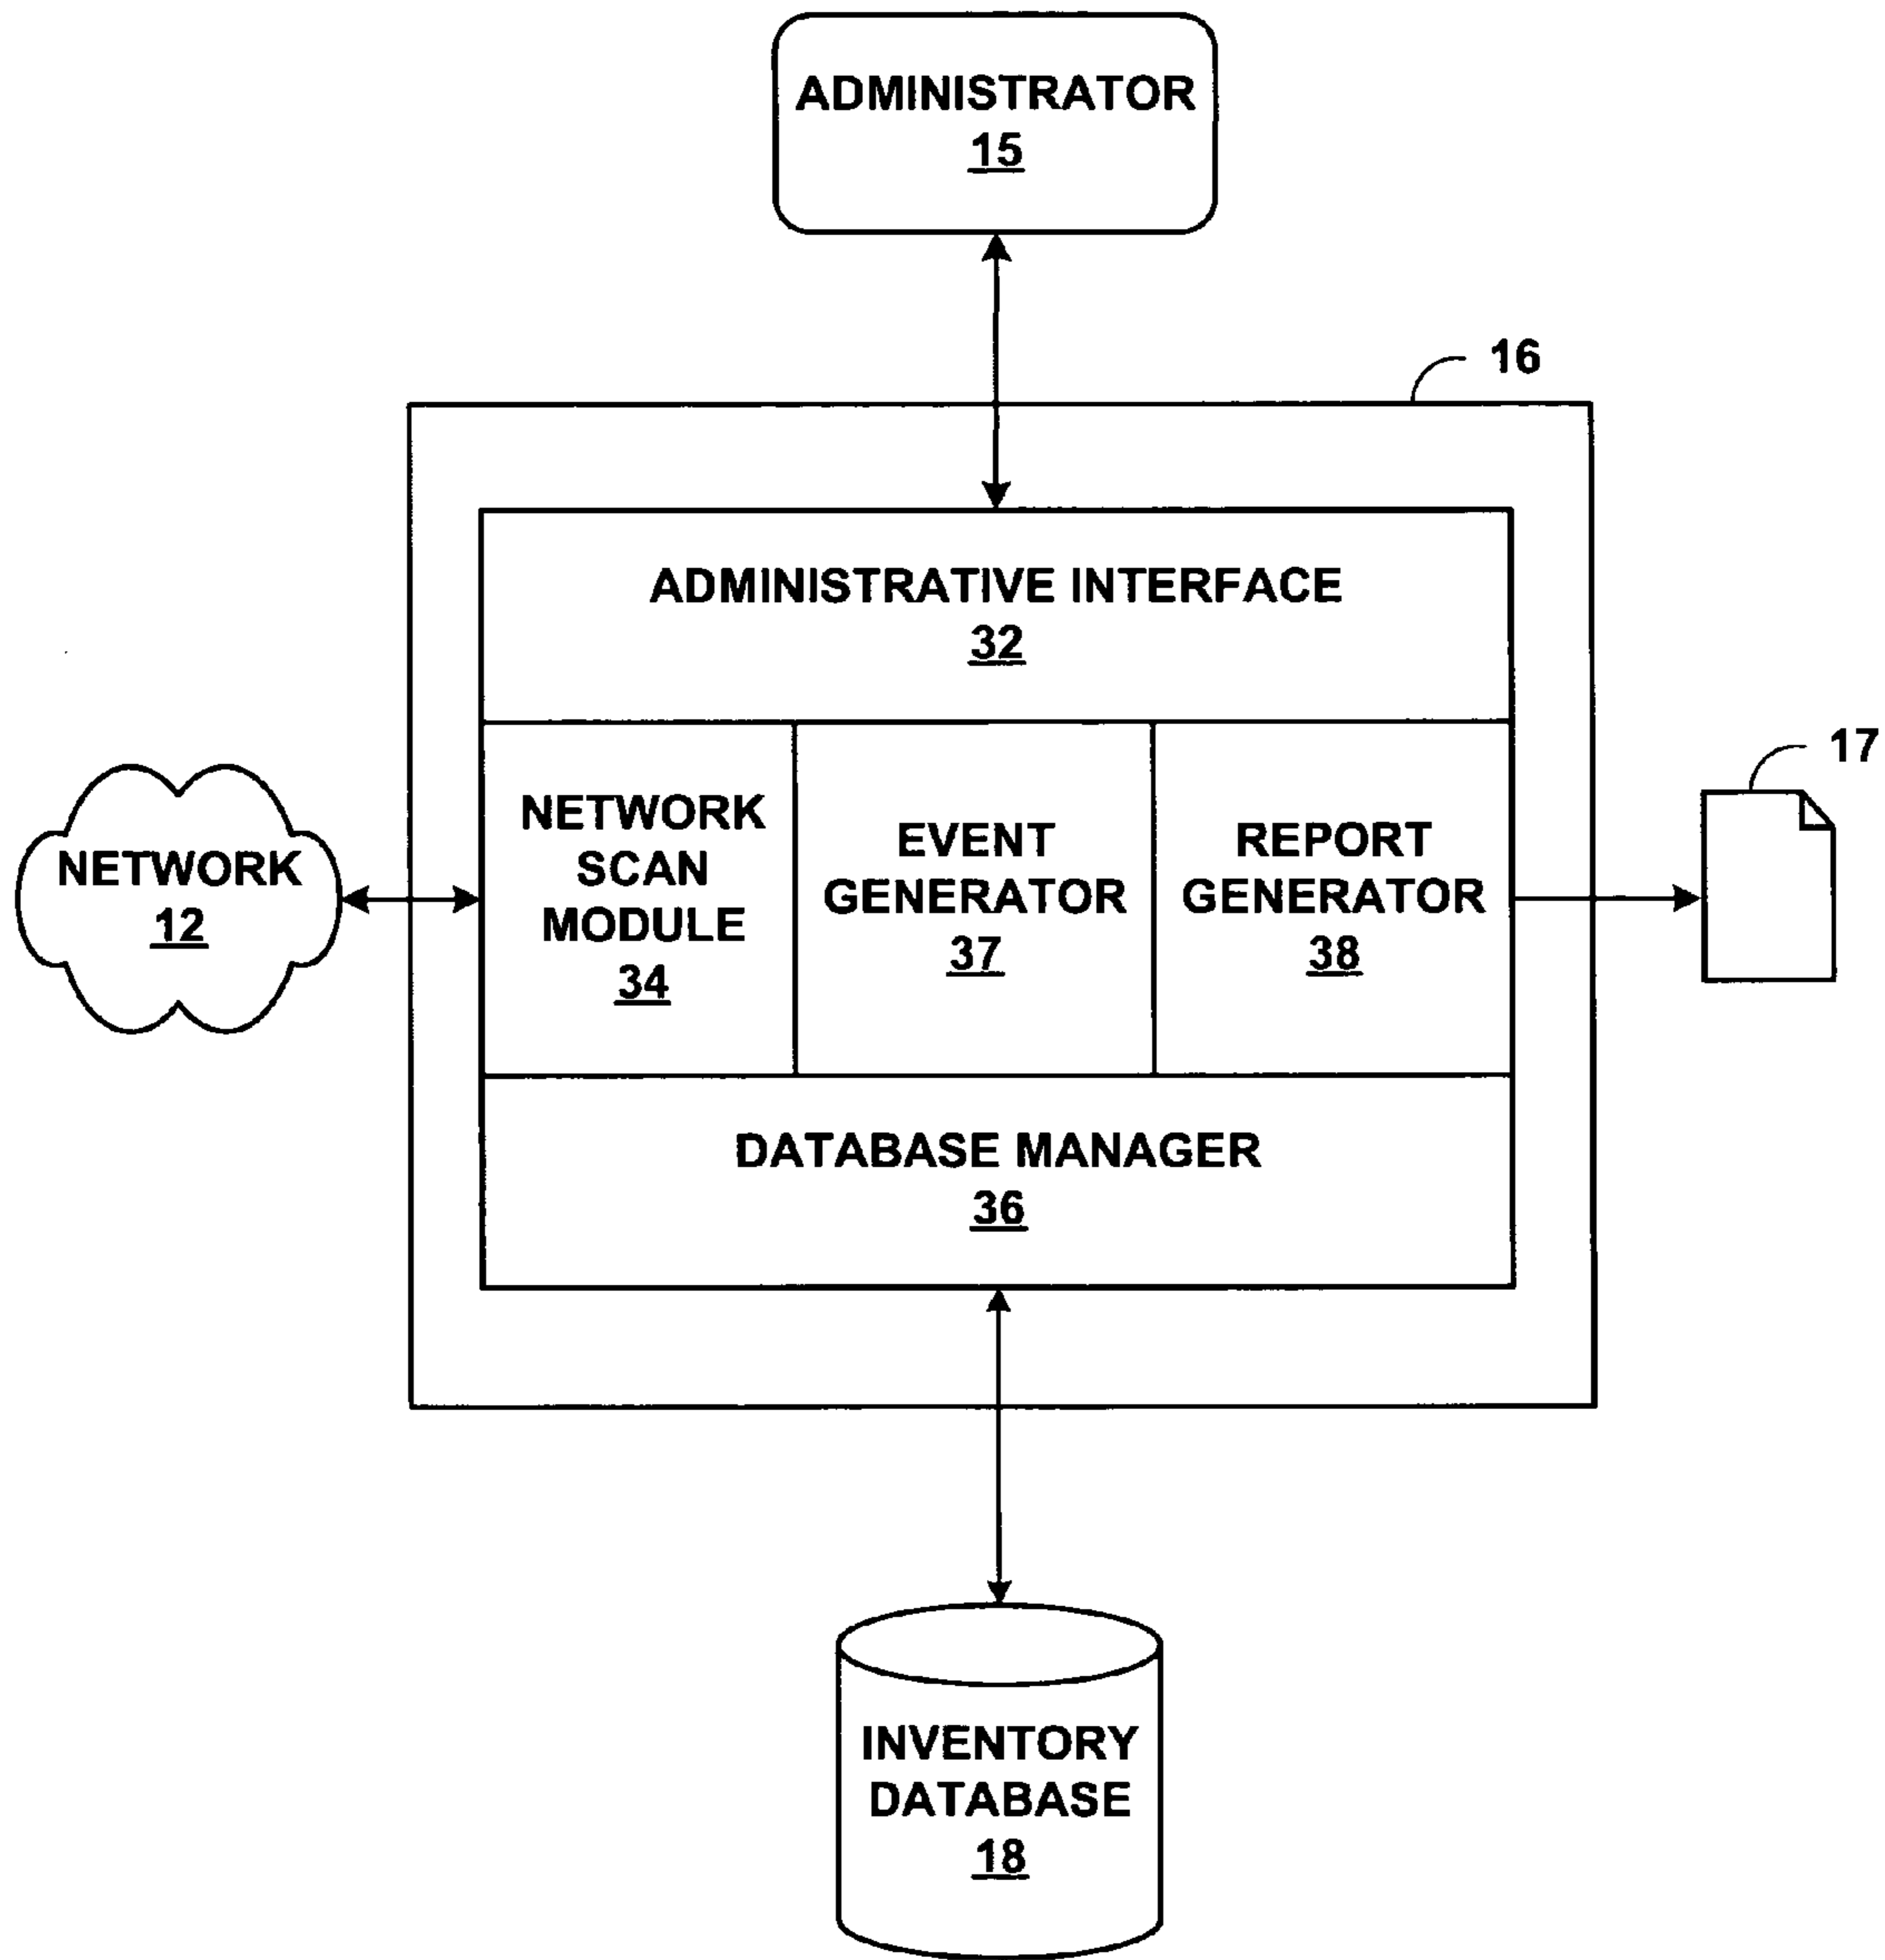 ADMINISTRATOR
15
16
ADMINISTRATIVE INTERFACE
32
17
NETWORK
12
NETWORK
SCAN
MODULE
34
EVENT
GENERATOR
37
REPORT
GENERATOR
38
DATABASE MANAGER
36
INVENTORY
DATABASE
18